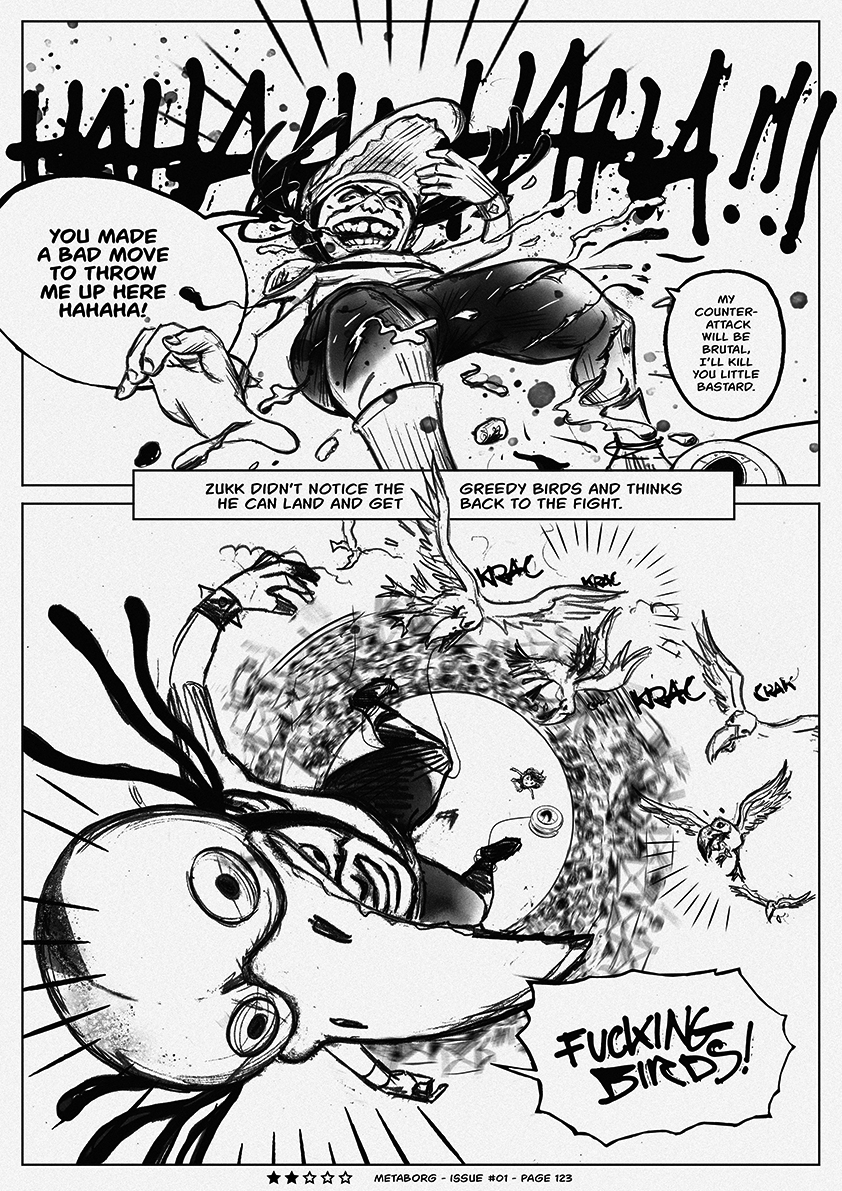 HAHAHAHAHAHA!!!
YOU MADE
A BAD MOVE
TO THROW
ME UP HERE
HAHAHA!
MY
COUNTER-
ATTACK
WILL BE
BRUTAL,
I'LL KILL
YOU LITTLE
BASTARD.
ZUKK DIDN'T NOTICE THE GREEDY BIRDS AND THINKS
HE CAN LAND AND GET BACK TO THE FIGHT.
KRAC
KRAC
KRAC
CRAK
FUCKING
BIRDS!
METABORG - ISSUE #01 - PAGE 123